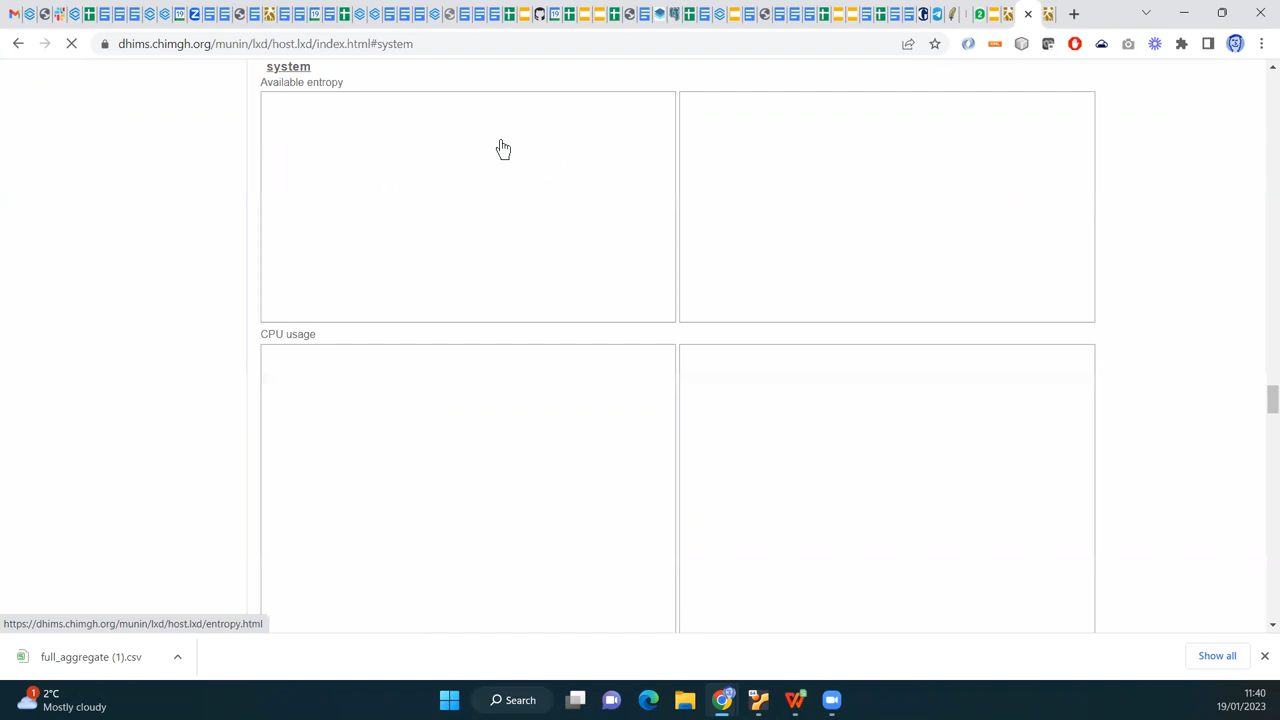 dhims.chimgh.org/munin/lxd/host.lxd/index.html#system
system
Available entropy
CPU usage
https://dhims.chimgh.org/munin/lxd/host.lxd/entropy.html
full_aggregate (1).csv
Show all
1
2°C
Mostly cloudy
Search
11:40
19/01/2023